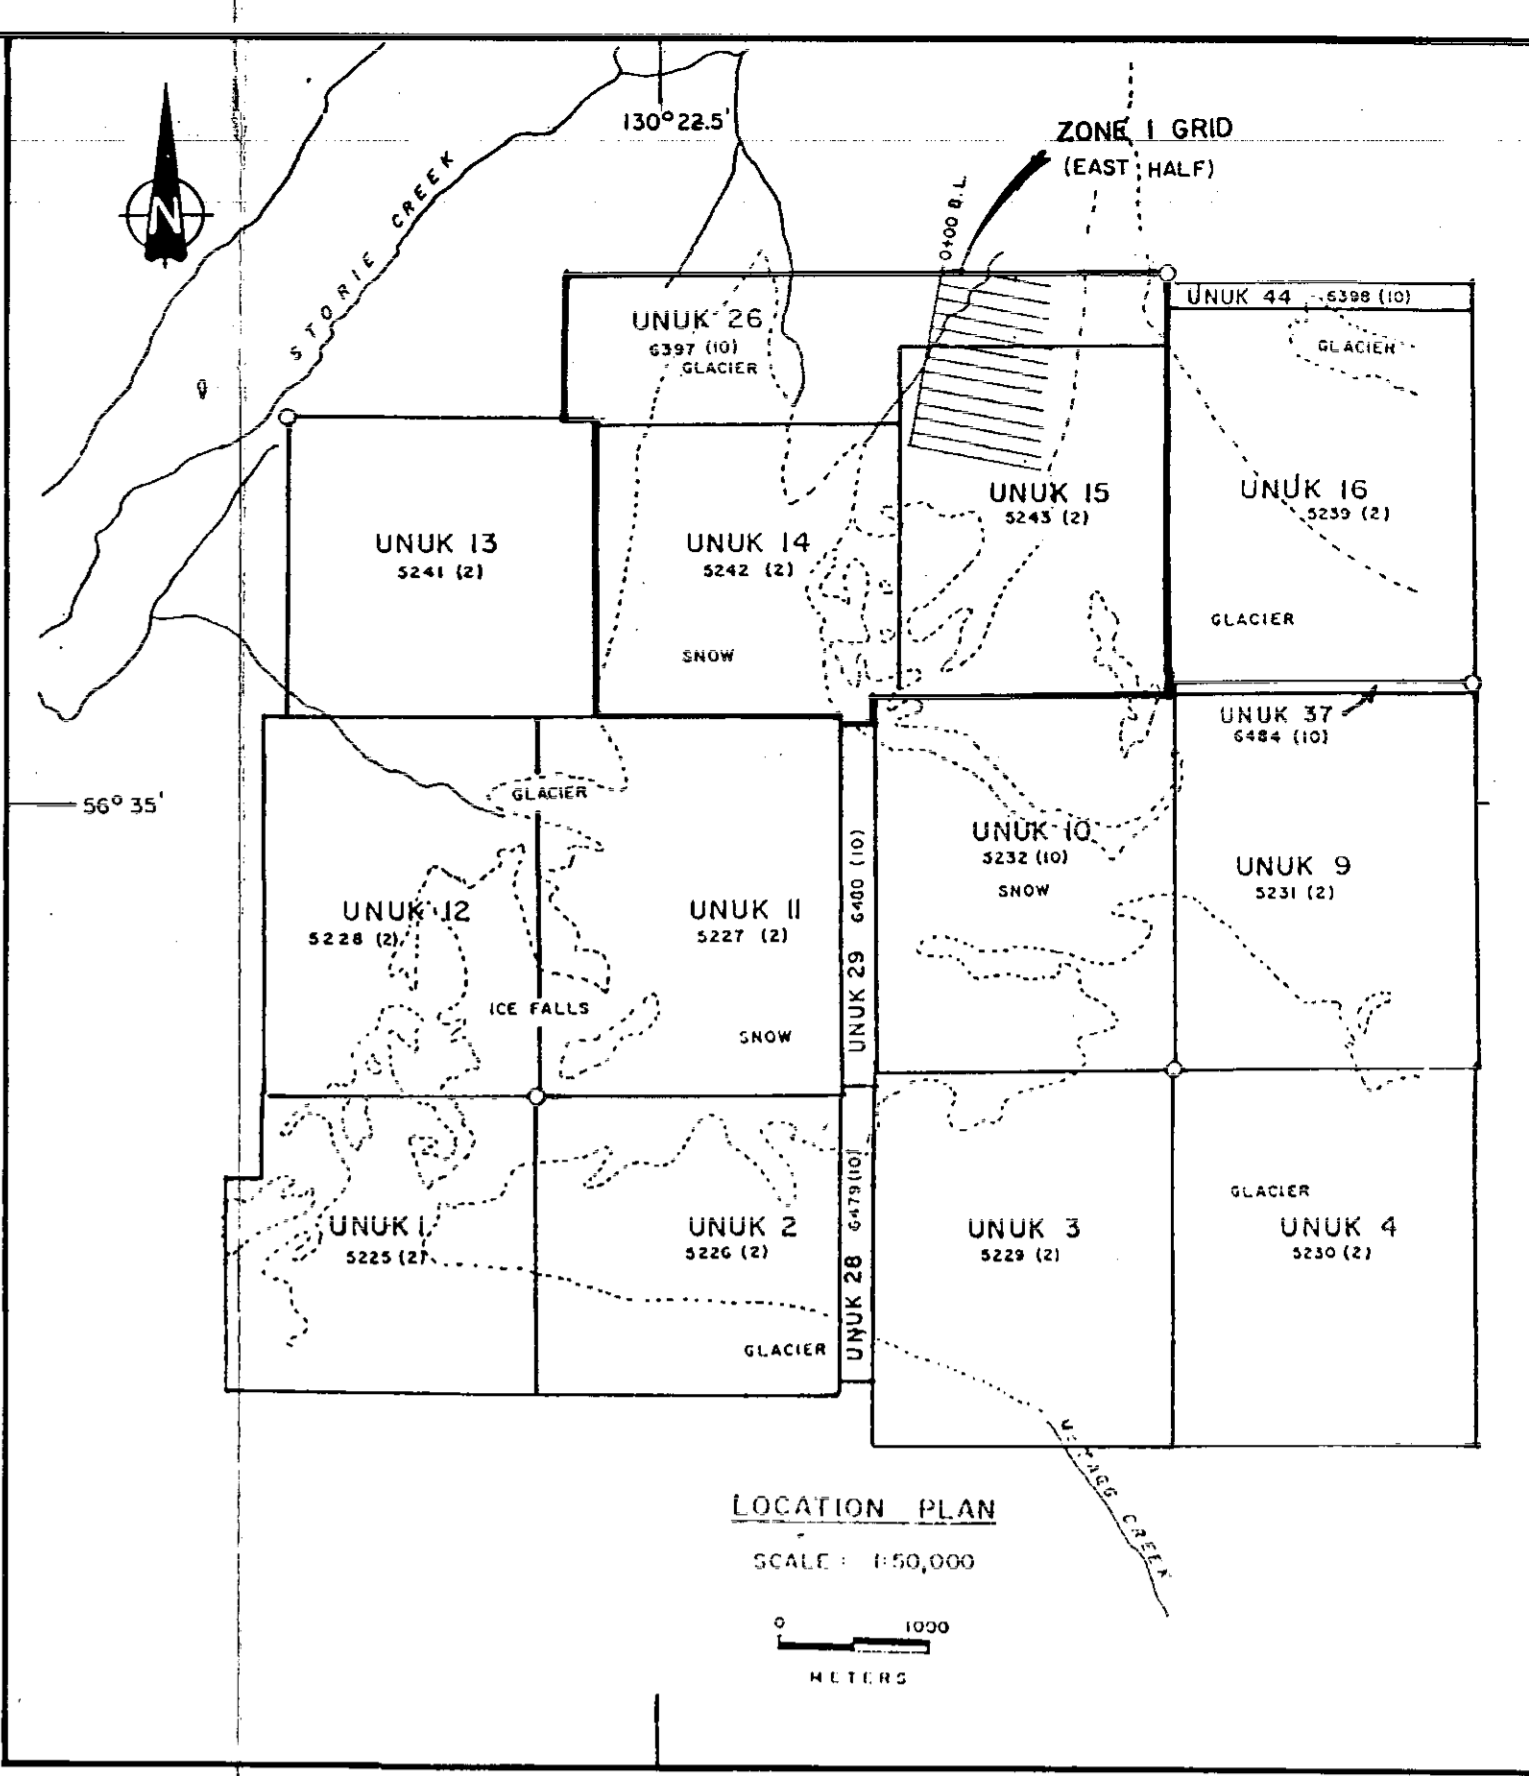 130° 22.5'
ZONE 1 GRID
(EAST HALF)
N
STORIE CREEK
0+00 B.L.
UNUK 44 6398 (10)
UNUK 26
6397 (10)
GLACIER
GLACIER
UNUK 15
5243 (2)
UNUK 16
5239 (2)
UNUK 13
5241 (2)
UNUK 14
5242 (2)
GLACIER
SNOW
UNUK 37
6484 (10)
GLACIER
56° 35'
UNUK 10
5232 (10)
SNOW
UNUK 9
5231 (2)
UNUK 12
5228 (2)
UNUK 11
5227 (2)
UNUK 29 6480 (10)
ICE FALLS
SNOW
GLACIER
UNUK 1
5225 (2)
UNUK 2
5226 (2)
UNUK 28 6479 (10)
UNUK 3
5229 (2)
UNUK 4
5230 (2)
GLACIER
CREEK
LOCATION PLAN
SCALE : 1:50,000
0 1000
METERS